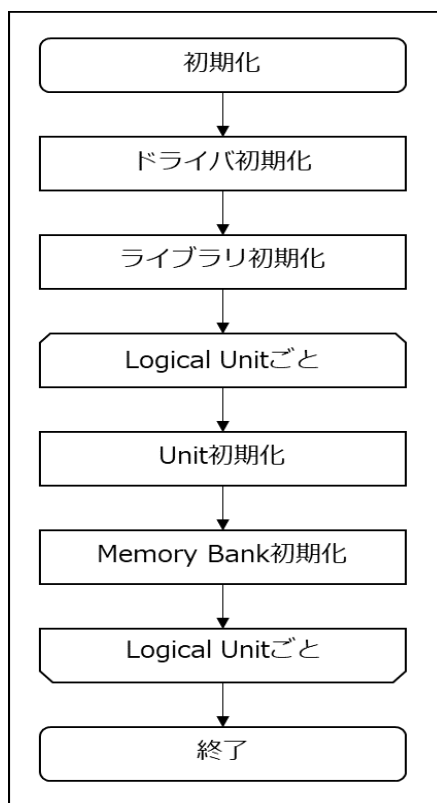 初期化
ドライバ初期化
ライブラリ初期化
Logical Unitごと
Unit初期化
Memory Bank初期化
Logical Unitごと
終了